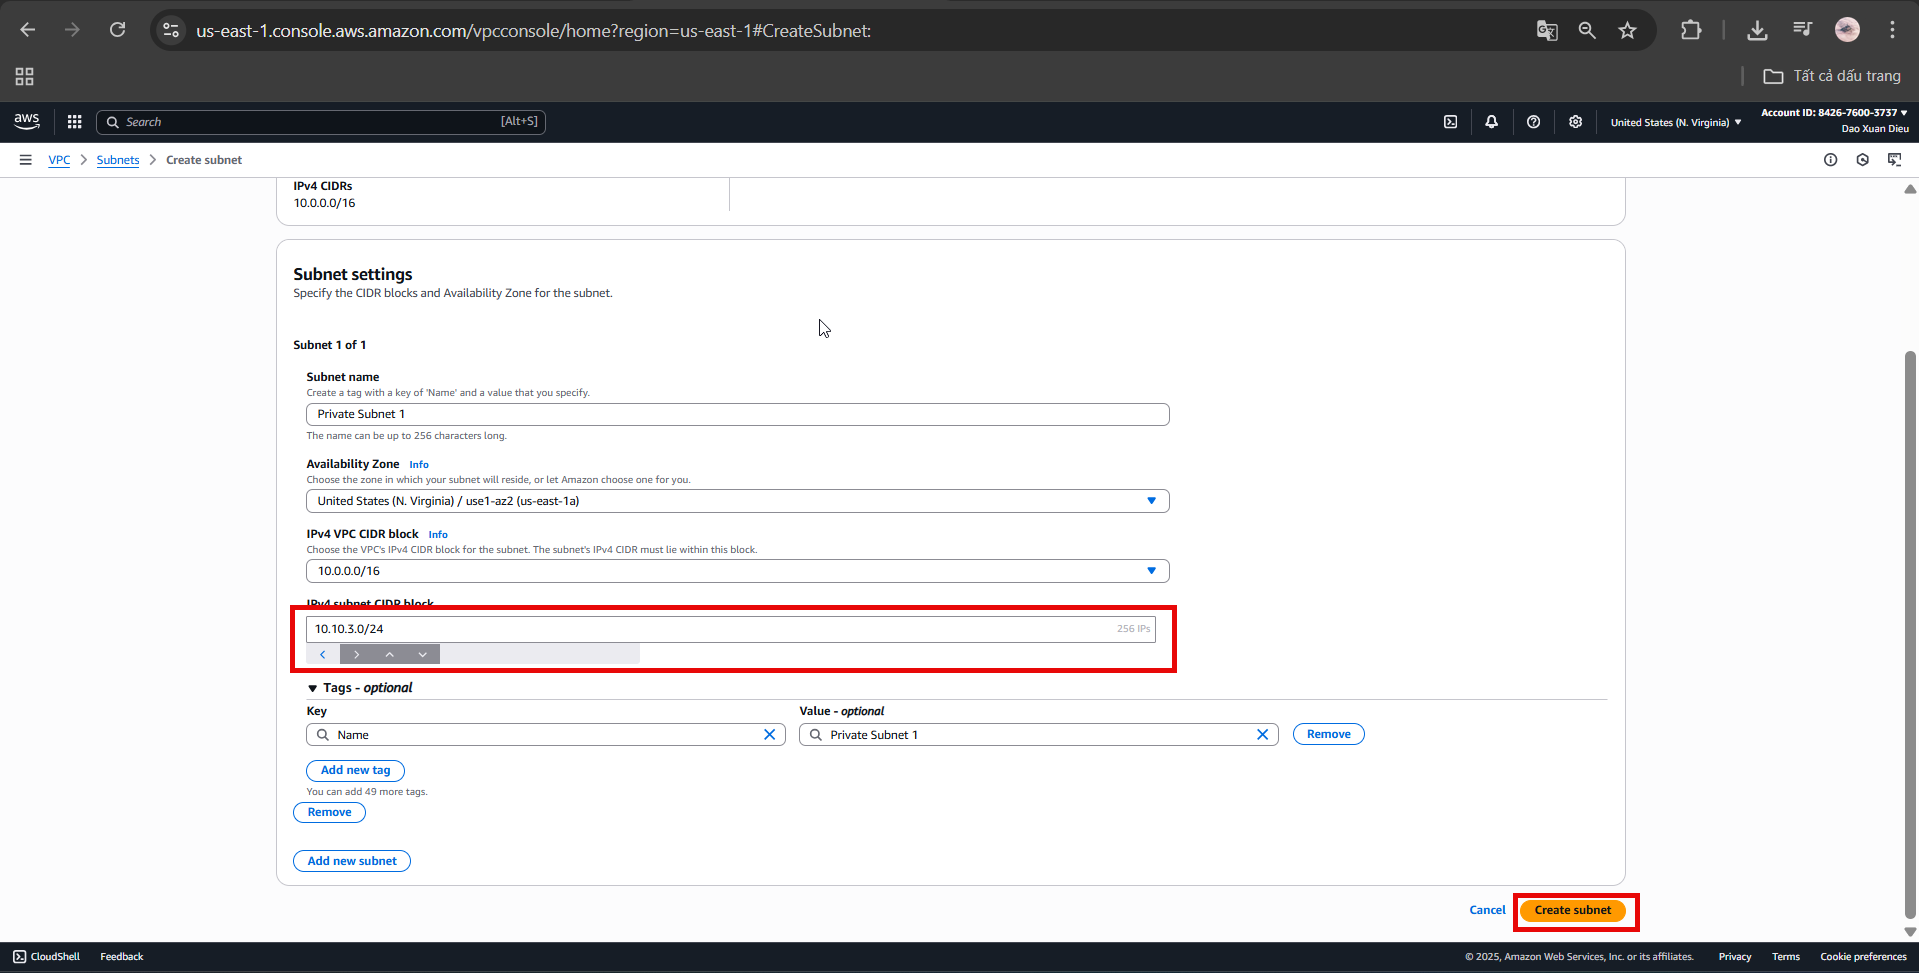 us-east-1.console.aws.amazon.com/vpcconsole/home?region=us-east-1#CreateSubnet:
Tất cả dấu trang
aws
Search
[Alt+S]
United States (N. Virginia)
Account ID: 8426-7600-3737
Dao Xuan Dieu
VPC
Subnets
Create subnet
IPv4 CIDRs
10.0.0.0/16
Subnet settings
Specify the CIDR blocks and Availability Zone for the subnet.
Subnet 1 of 1
Subnet name
Create a tag with a key of 'Name' and a value that you specify.
Private Subnet 1
The name can be up to 256 characters long.
Availability Zone Info
Choose the zone in which your subnet will reside, or let Amazon choose one for you.
United States (N. Virginia) / use1-az2 (us-east-1a)
IPv4 VPC CIDR block Info
Choose the VPC's IPv4 CIDR block for the subnet. The subnet's IPv4 CIDR must lie within this block.
10.0.0.0/16
IPv4 subnet CIDR block
10.10.3.0/24
256 IPs
Tags - optional
Key
Value - optional
Name
Private Subnet 1
Remove
Add new tag
You can add 49 more tags.
Remove
Add new subnet
Cancel
Create subnet
CloudShell
Feedback
© 2025, Amazon Web Services, Inc. or its affiliates.
Privacy
Terms
Cookie preferences